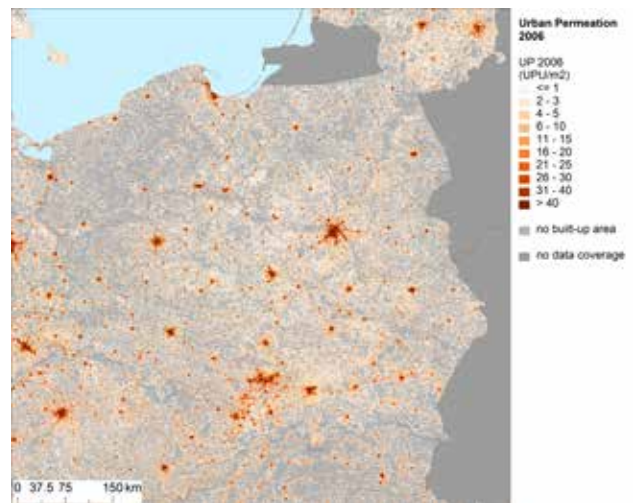 Urban Permeation
2006
UP 2006
(UPU/m2)
<= 1
2 - 3
4 - 5
6 - 10
11 - 15
16 - 20
21 - 25
26 - 30
31 - 40
> 40
no built-up area
no data coverage
0 37.5 75 150 km